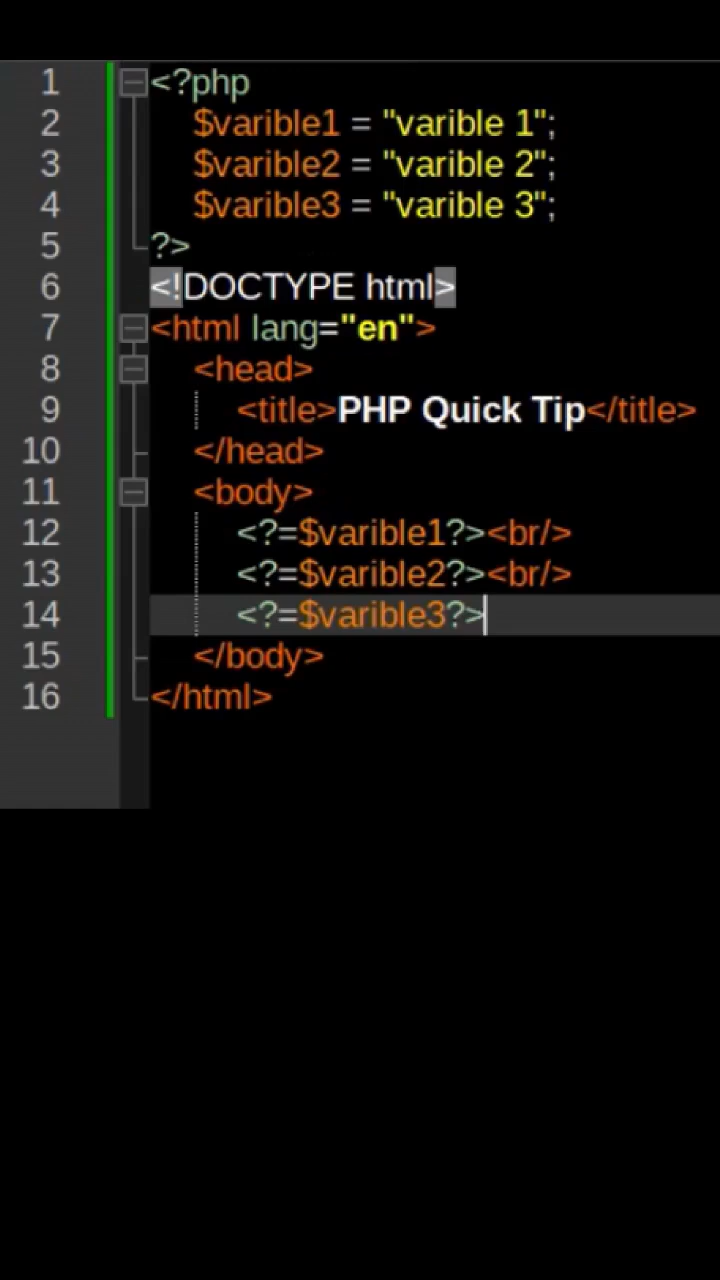 1 <?php
2 $varible1 = "varible 1";
3 $varible2 = "varible 2";
4 $varible3 = "varible 3";
5 ?>
6 <!DOCTYPE html>
7 <html lang="en">
8 <head>
9 <title>PHP Quick Tip</title>
10 </head>
11 <body>
12 <?=$varible1?><br/>
13 <?=$varible2?><br/>
14 <?=$varible3?>
15 </body>
16 </html>